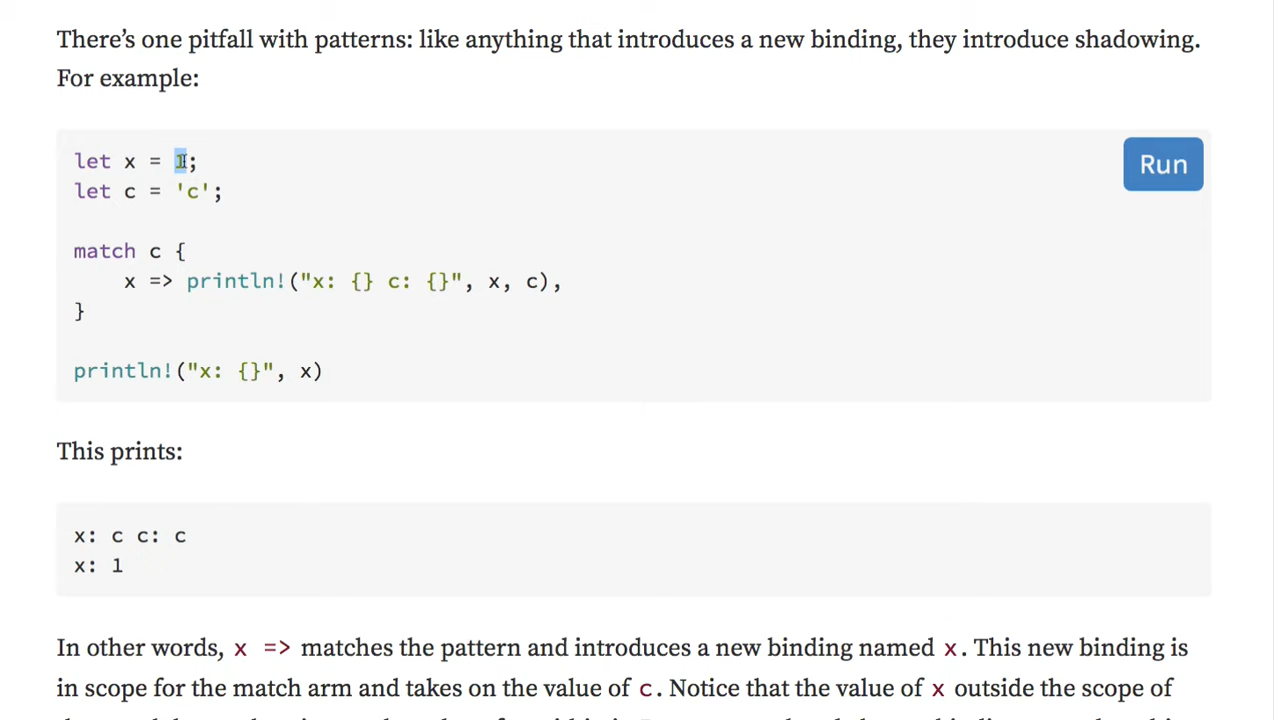 There’s one pitfall with patterns: like anything that introduces a new binding, they introduce shadowing.
For example:
let x = 1;
Run
let c = 'c';
match c {
    x => println!("x: {} c: {}", x, c),
}
println!("x: {}", x)
This prints:
x: c c: c
x: 1
In other words, x => matches the pattern and introduces a new binding named x. This new binding is
in scope for the match arm and takes on the value of c. Notice that the value of x outside the scope of